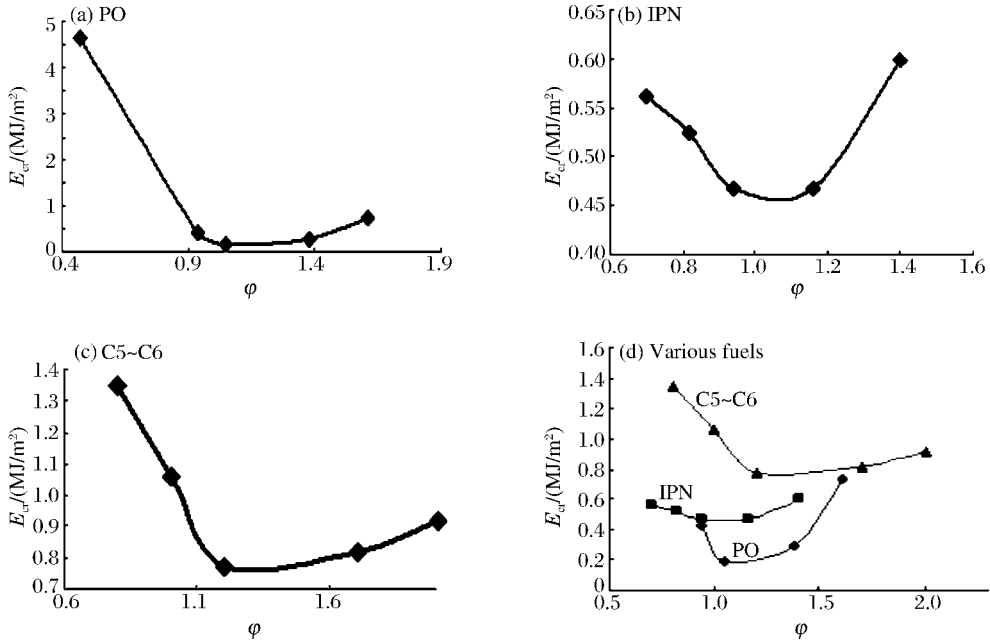 (a) PO
5
4
3
2
1
0
E_cr/(MJ/m²)
0.4 0.9 1.4 1.9
φ
(b) IPN
0.60
0.55
0.50
0.45
0.40
E_cr/(MJ/m²)
0.6 0.8 1.0 1.2 1.4 1.6
φ
(c) C5~C6
1.4
1.3
1.2
1.1
1.0
0.9
0.8
0.7
E_cr/(MJ/m²)
0.6 1.1 1.6
φ
(d) Various fuels
1.6
1.4
1.2
1.0
0.8
0.6
0.4
0.2
0
E_cr/(MJ/m²)
C5~C6
IPN
PO
0.5 1.0 1.5 2.0
φ